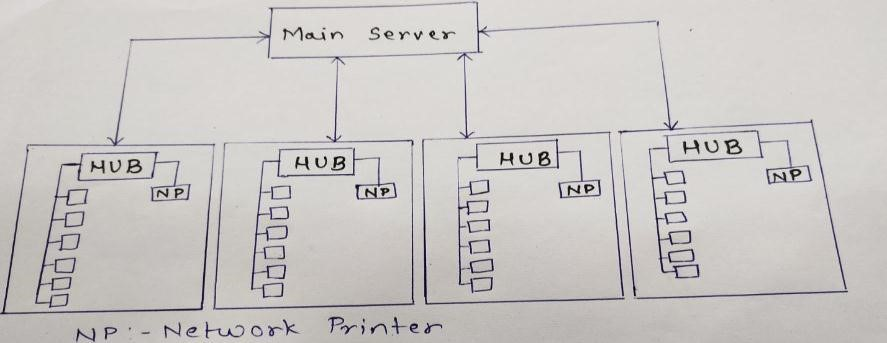 Main Server
HUB
NP
HUB
NP
HUB
NP
HUB
NP
NP :- Network Printer